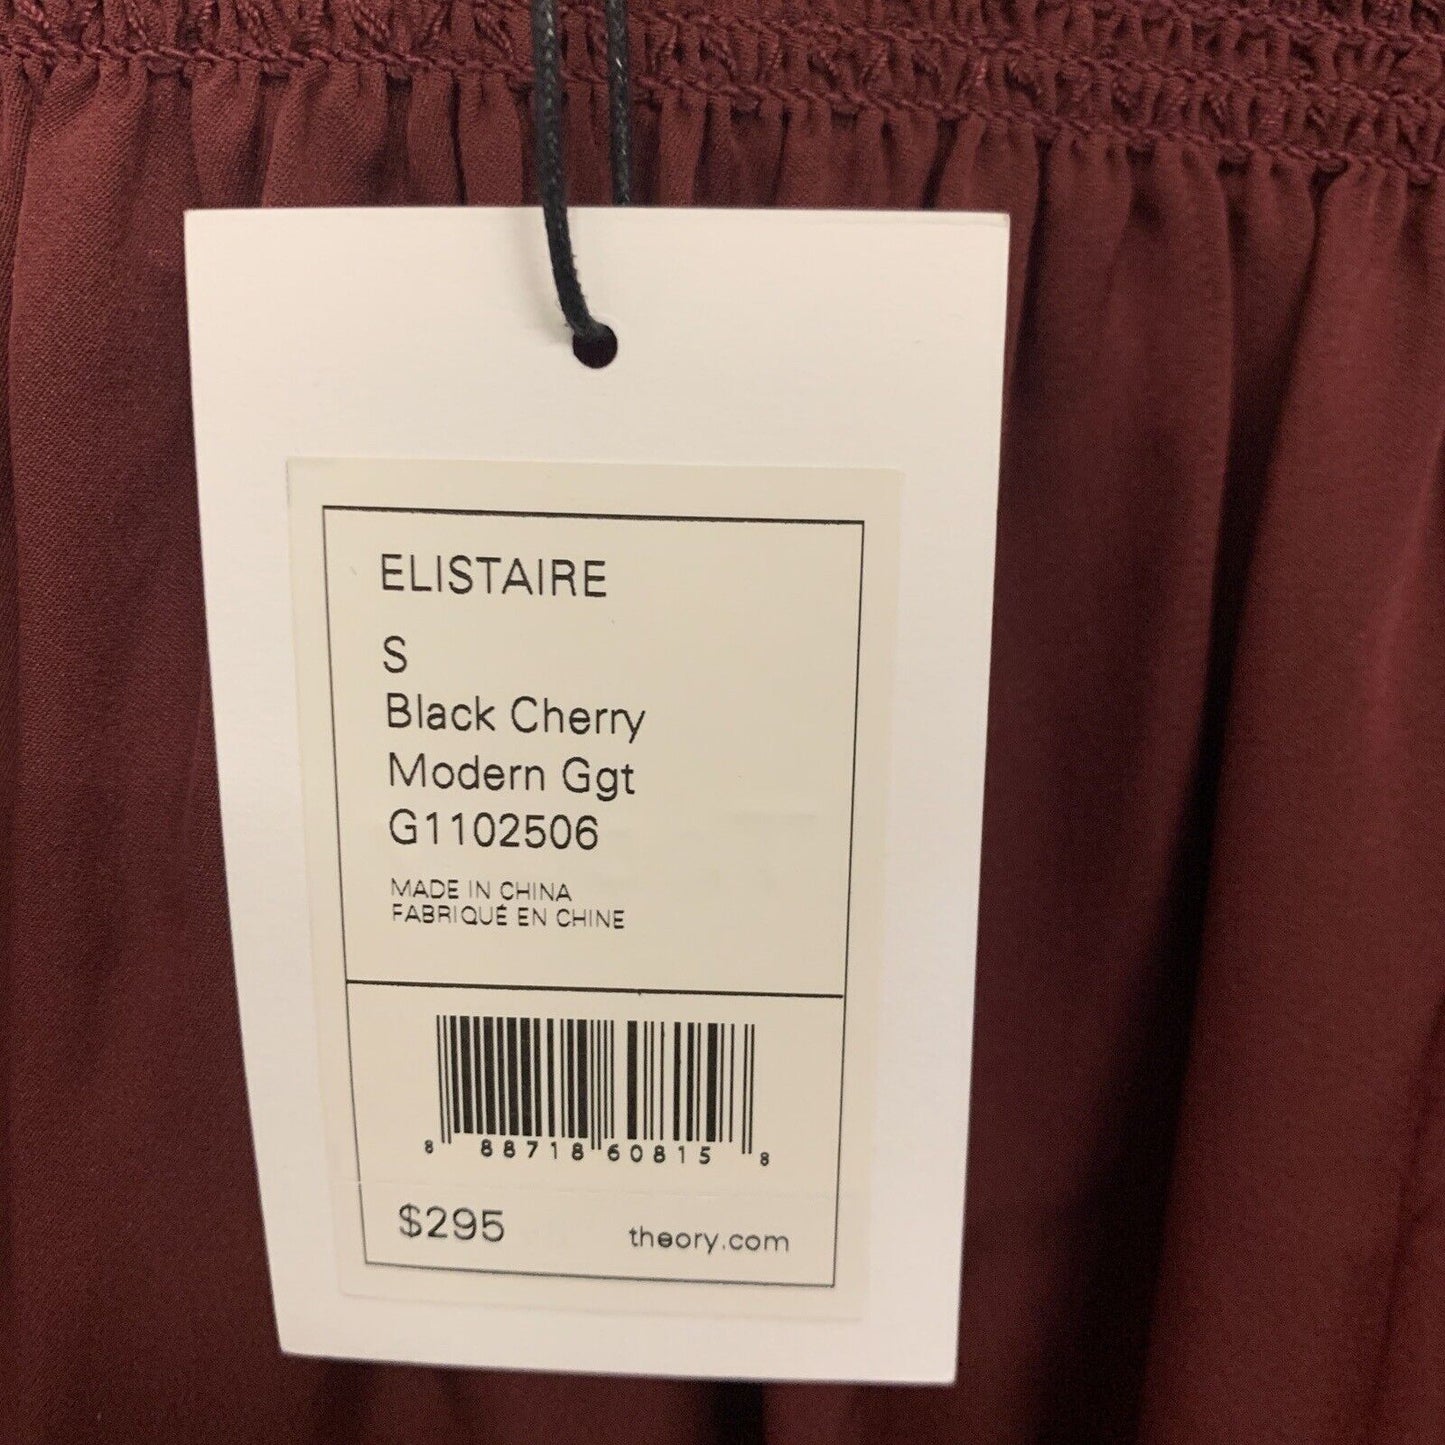 ELISTAIRE
S
Black Cherry
Modern Ggt
G1102506
MADE IN CHINA
FABRIQUÉ EN CHINE
8 88718 60815 8
$295 theory.com